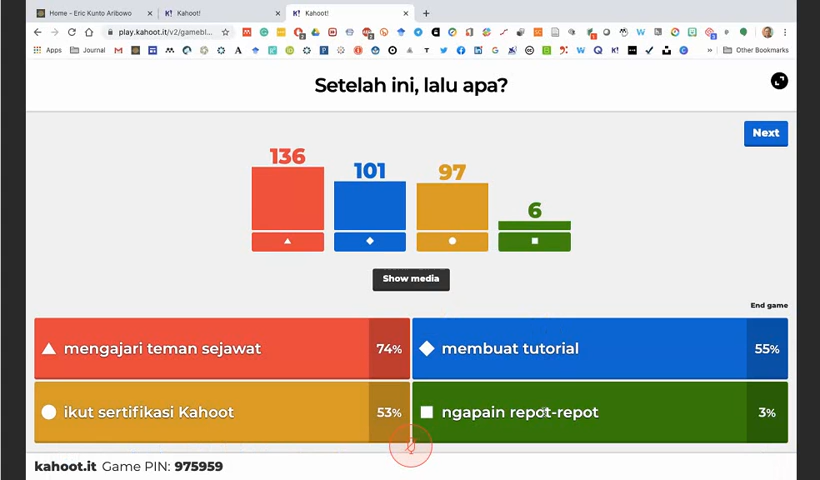 Home - Eric Kunto Aribowo
Kahoot!
Kahoot!
play.kahoot.it/v2/gamebl...
Apps
Journal
Other Bookmarks
Setelah ini, lalu apa?
Next
136
101
97
6
Show media
End game
mengajari teman sejawat
74%
membuat tutorial
55%
ikut sertifikasi Kahoot
53%
ngapain repot-repot
3%
kahoot.it Game PIN: 975959